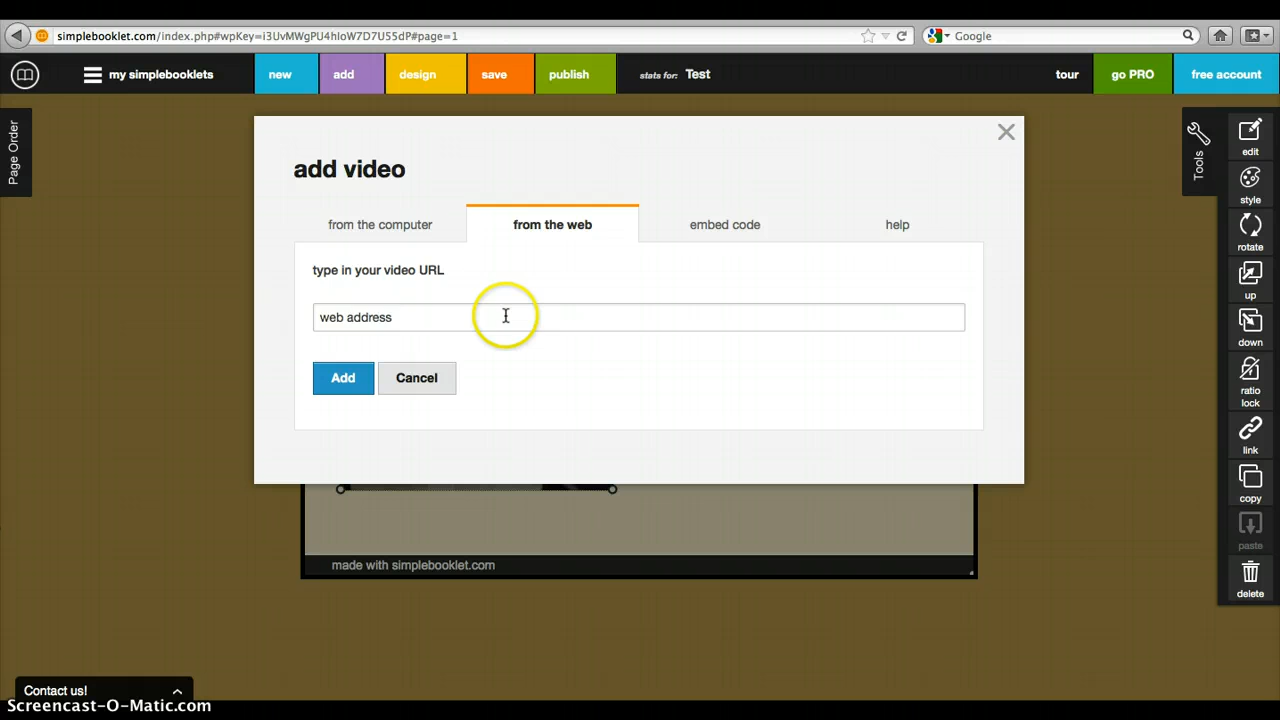 simplebooklet.com/index.php#wpKey=i3UvMWgPU4hIoW7D7U55dP#page=1
Google
my simplebooklets
new
add
design
save
publish
stats for: Test
tour
go PRO
free account
Page Order
Tools
edit
style
rotate
up
down
ratio
lock
link
copy
paste
delete
add video
from the computer
from the web
embed code
help
type in your video URL
web address
Add
Cancel
made with simplebooklet.com
Contact us!
Screencast-O-Matic.com